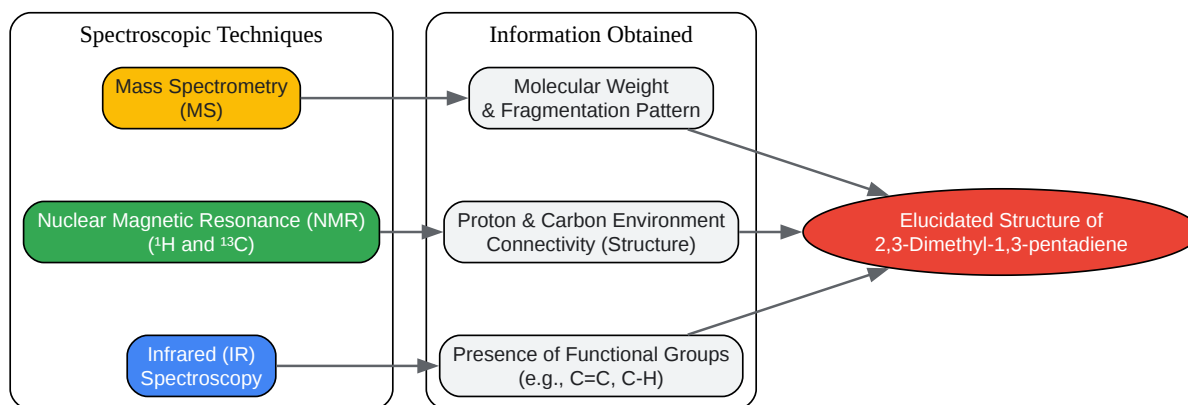 Spectroscopic Techniques
Information Obtained
Mass Spectrometry
(MS)
Molecular Weight
& Fragmentation Pattern
Nuclear Magnetic Resonance (NMR)
(¹H and ¹³C)
Proton & Carbon Environment
Connectivity (Structure)
Elucidated Structure of
2,3-Dimethyl-1,3-pentadiene
Infrared (IR)
Spectroscopy
Presence of Functional Groups
(e.g., C=C, C-H)